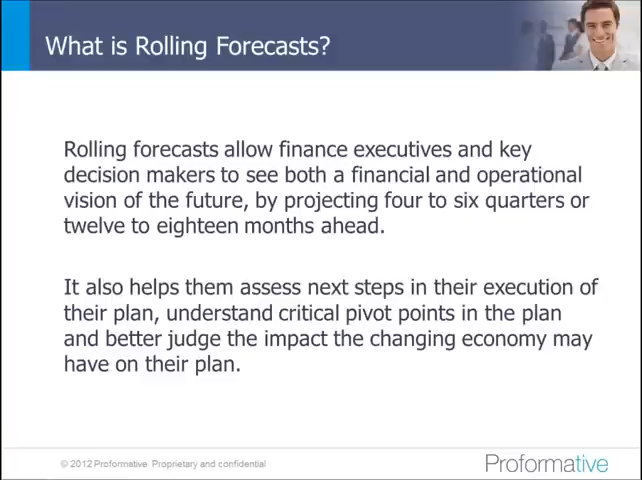 What is Rolling Forecasts?
Rolling forecasts allow finance executives and key
decision makers to see both a financial and operational
vision of the future, by projecting four to six quarters or
twelve to eighteen months ahead.
It also helps them assess next steps in their execution of
their plan, understand critical pivot points in the plan
and better judge the impact the changing economy may
have on their plan.
© 2012 Proformative. Proprietary and confidential
Proformative